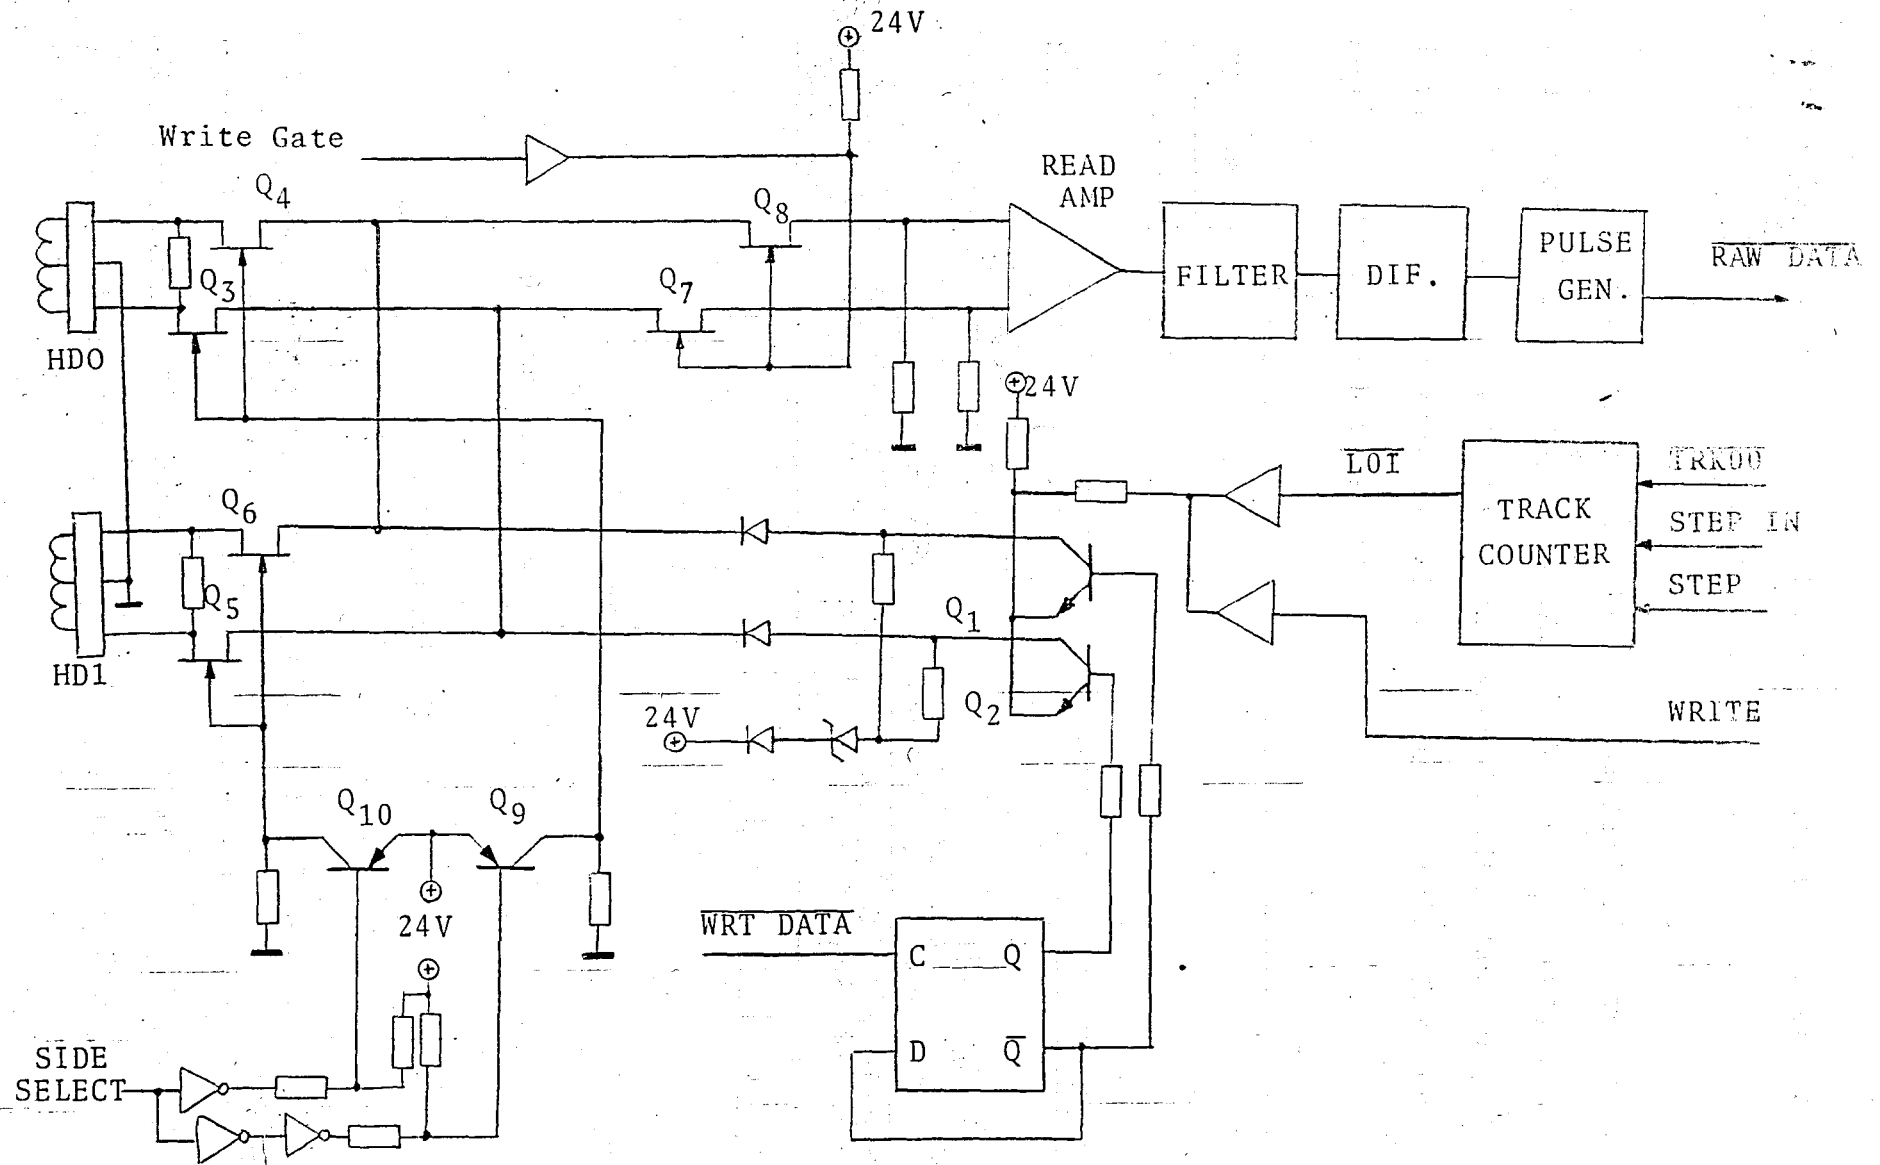 24V
Write Gate
READ
AMP
Q4
Q8
Q3
Q7
HD0
FILTER
DIF.
PULSE
GEN.
RAW DATA
24V
LOI
TRACK
COUNTER
TRK00
STEP IN
STEP
WRITE
Q6
Q5
HD1
Q1
Q2
24V
Q10
Q9
24V
WRT DATA
C
Q
D
Q̅
SIDE
SELECT